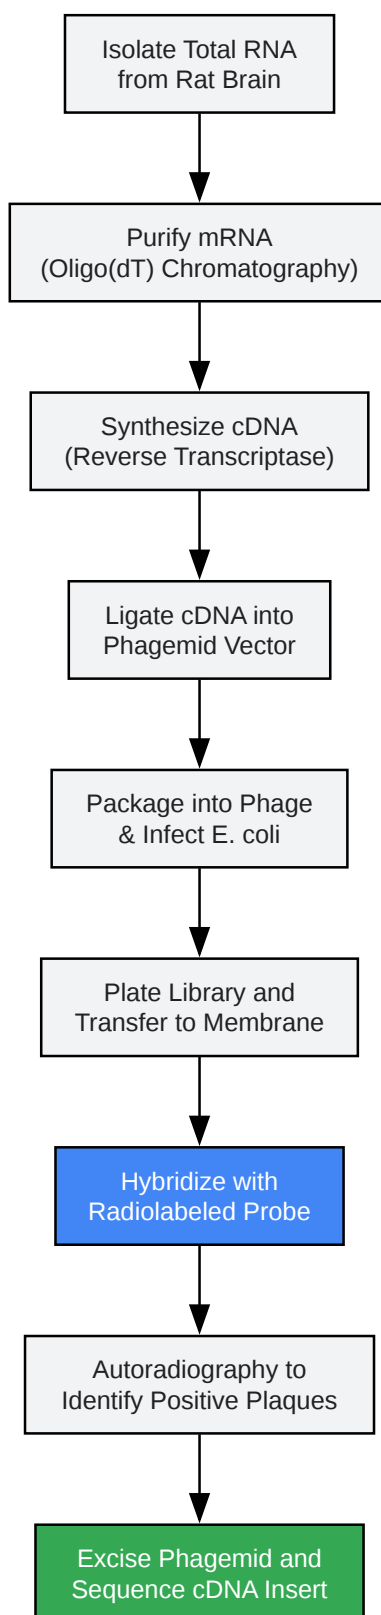 Isolate Total RNA
from Rat Brain
Purify mRNA
(Oligo(dT) Chromatography)
Synthesize cDNA
(Reverse Transcriptase)
Ligate cDNA into
Phagemid Vector
Package into Phage
& Infect E. coli
Plate Library and
Transfer to Membrane
Hybridize with
Radiolabeled Probe
Autoradiography to
Identify Positive Plaques
Excise Phagemid and
Sequence cDNA Insert